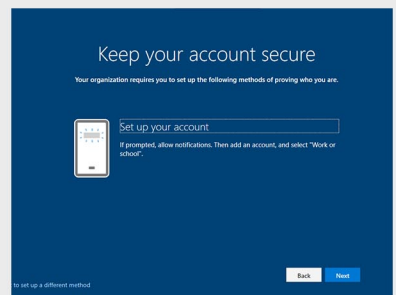 Keep your account secure
Your organization requires you to set up the following methods of proving who you are.
Set up your account
If prompted, allow notifications. Then add an account, and select "Work or
school".
Back Next
to set up a different method